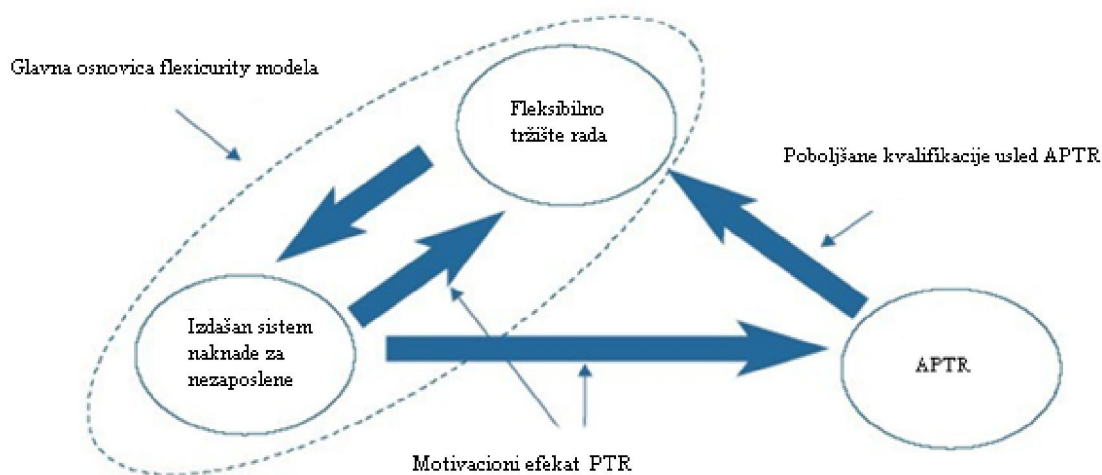 Glavna osnovica flexicurity modela
Fleksibilno
tržište rada
Poboljšane kvalifikacije usled APTR
Izdašan sistem
naknade za
nezaposlene
APTR
Motivacioni efekat PTR